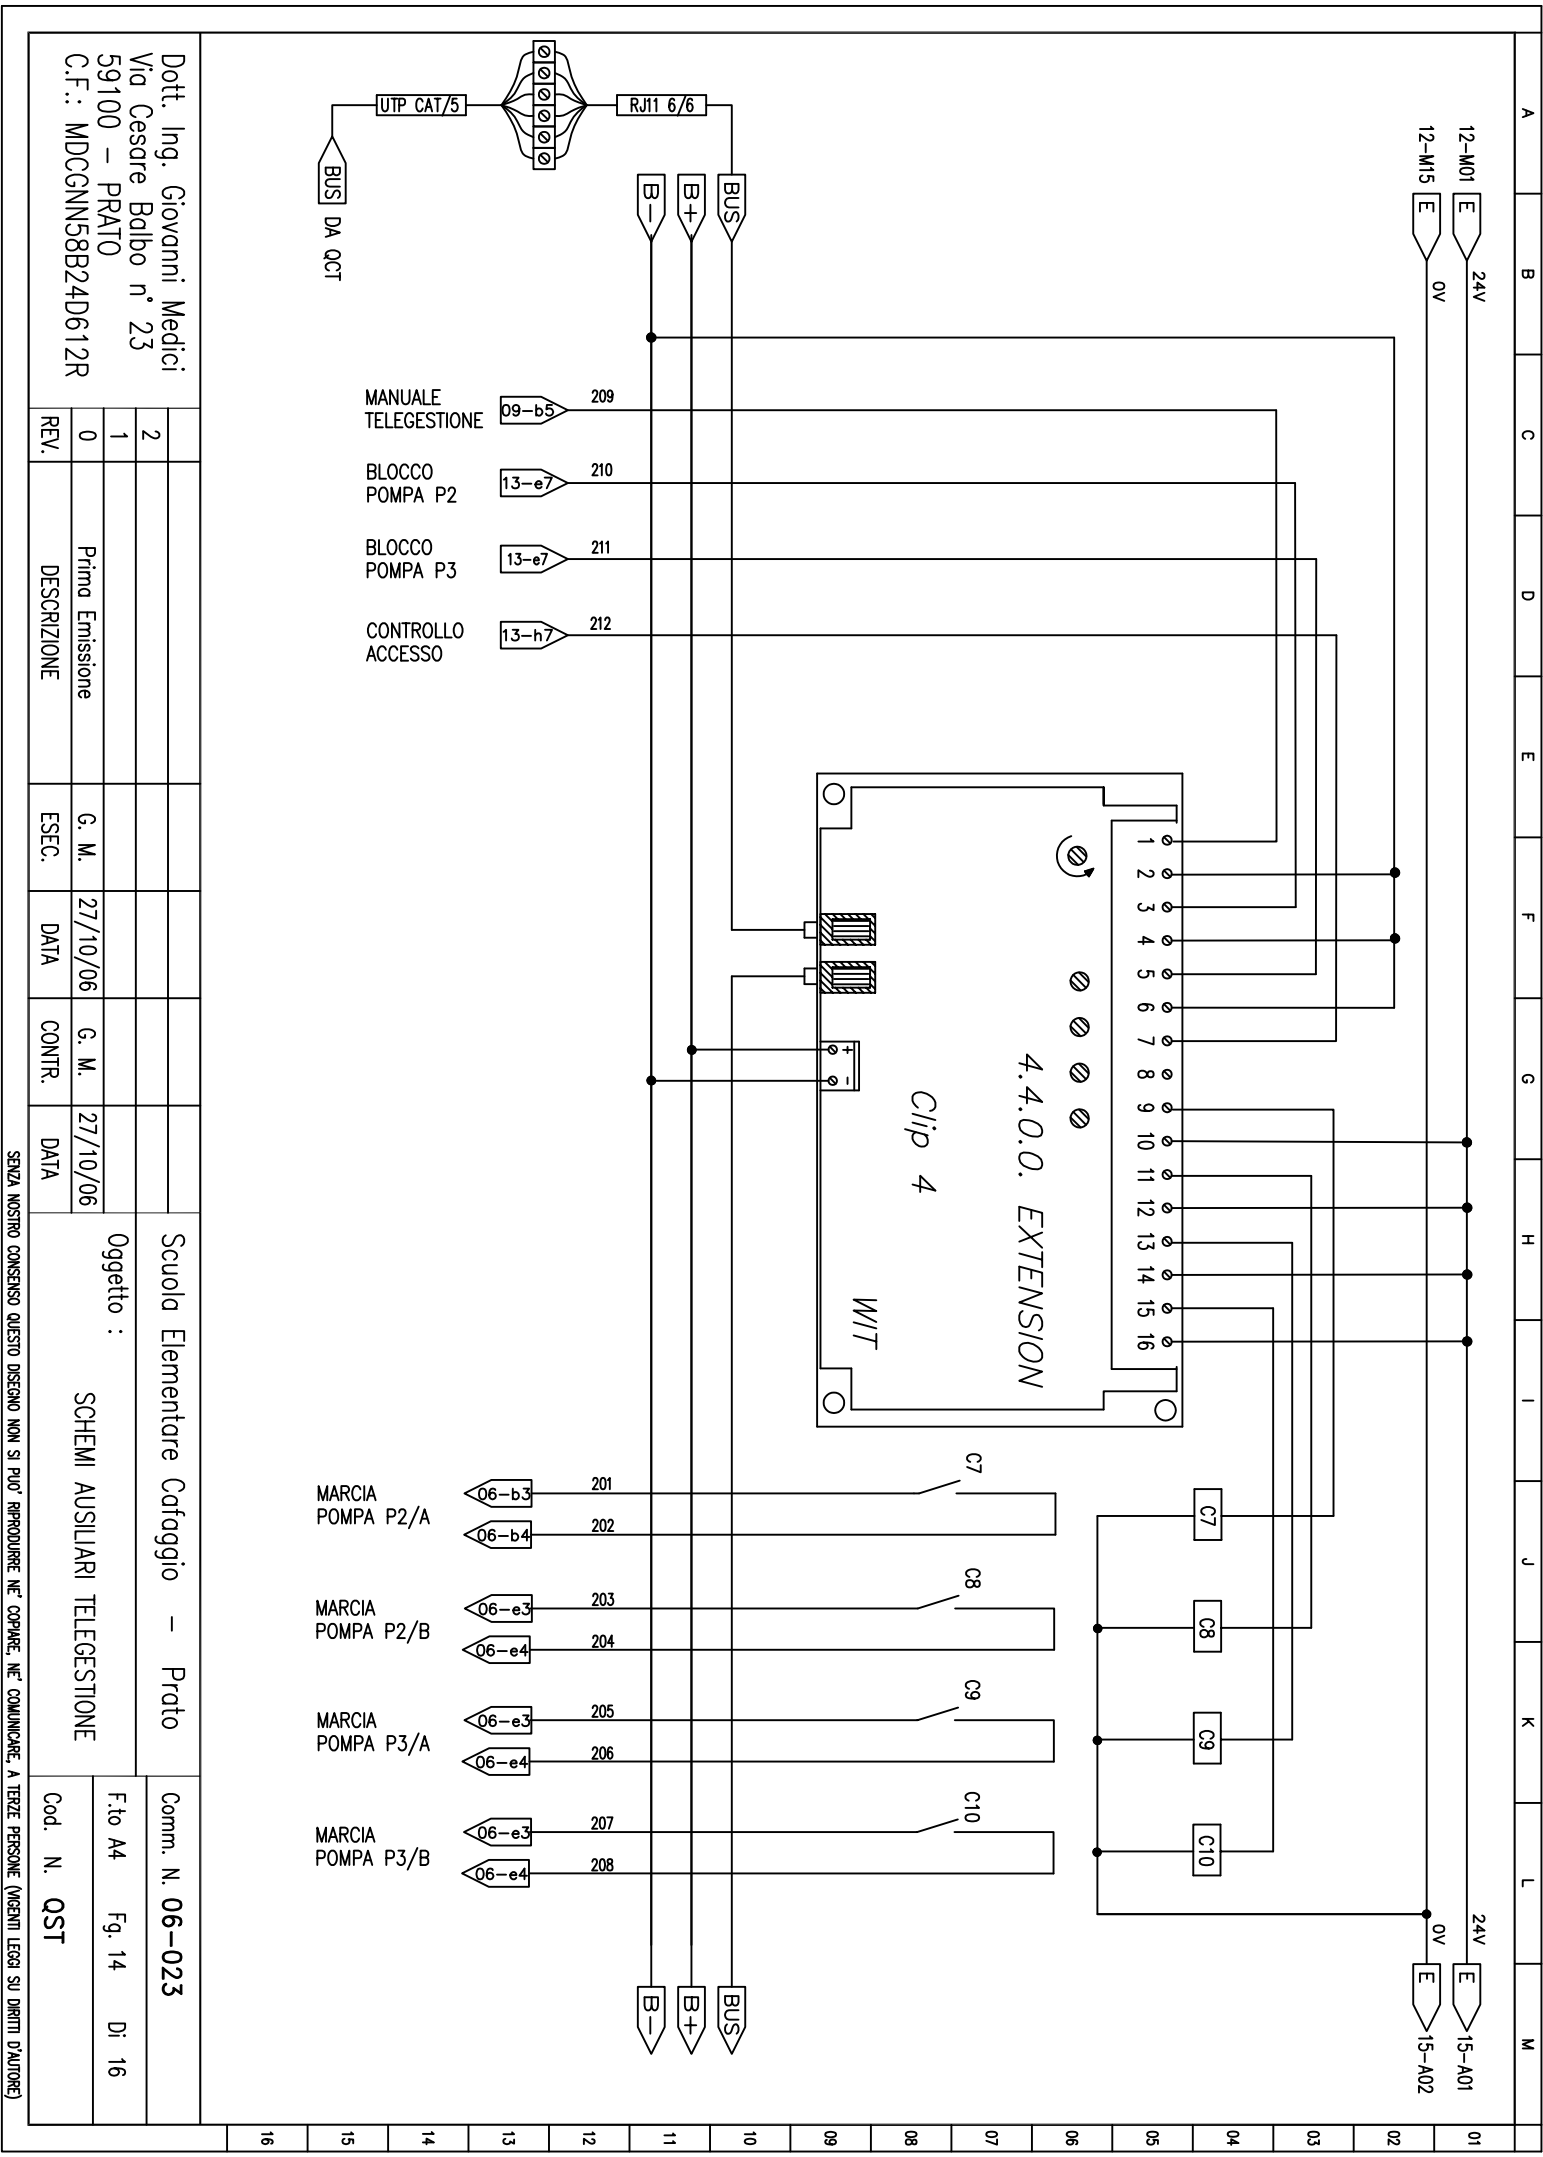 A
B
C
D
E
F
G
H
I
J
K
L
M
01
02
03
04
05
06
07
08
09
10
11
12
13
14
15
16
12-M01 E 24V
12-M15 E 0V
24V E 15-A01
0V E 15-A02
C7
C8
C9
C10
1 2 3 4 5 6 7 8 9 10 11 12 13 14 15 16
4.4.0.0. EXTENSION
Clip 4
WIT
+ -
C7
C8
C9
C10
RJ11 6/6
UTP CAT/5
BUS
B+
B-
BUS DA QCT
BUS
B+
B-
MANUALE
TELEGESTIONE
09-b5
209
BLOCCO
POMPA P2
13-e7
210
BLOCCO
POMPA P3
13-e7
211
CONTROLLO
ACCESSO
13-h7
212
MARCIA
POMPA P2/A
06-b3
201
06-b4
202
MARCIA
POMPA P2/B
06-e3
203
06-e4
204
MARCIA
POMPA P3/A
06-e3
205
06-e4
206
MARCIA
POMPA P3/B
06-e3
207
06-e4
208
Dott. Ing. Giovanni Medici
Via Cesare Balbo n° 23
59100 - PRATO
C.F.: MDCGNN58B24D612R
2
1
0 Prima Emissione G. M. 27/10/06 G. M. 27/10/06
REV. DESCRIZIONE ESEC. DATA CONTR. DATA
Scuola Elementare Cafaggio - Prato
Oggetto :
SCHEMI AUSILIARI TELEGESTIONE
Comm. N. 06-023
F.to A4 Fg. 14 Di 16
Cod. N. QST
SENZA NOSTRO CONSENSO QUESTO DISEGNO NON SI PUO' RIPRODURRE NE' COPIARE, NE' COMUNICARE, A TERZE PERSONE (VIGENTI LEGGI SU DIRITTI D'AUTORE)